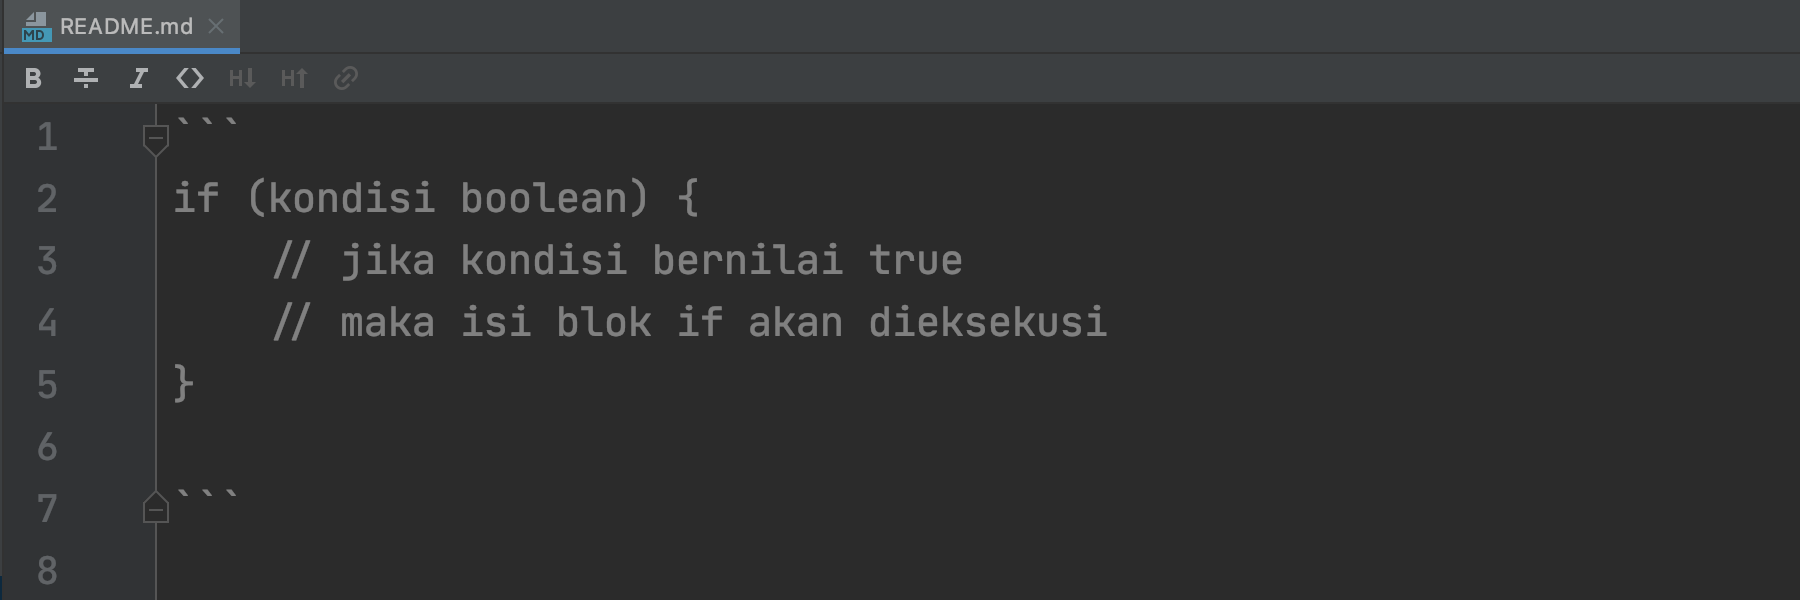 README.md
MD
B I <> H↓ H↑
1 ```
2 if (kondisi boolean) {
3     // jika kondisi bernilai true
4     // maka isi blok if akan dieksekusi
5 }
6
7 ```
8